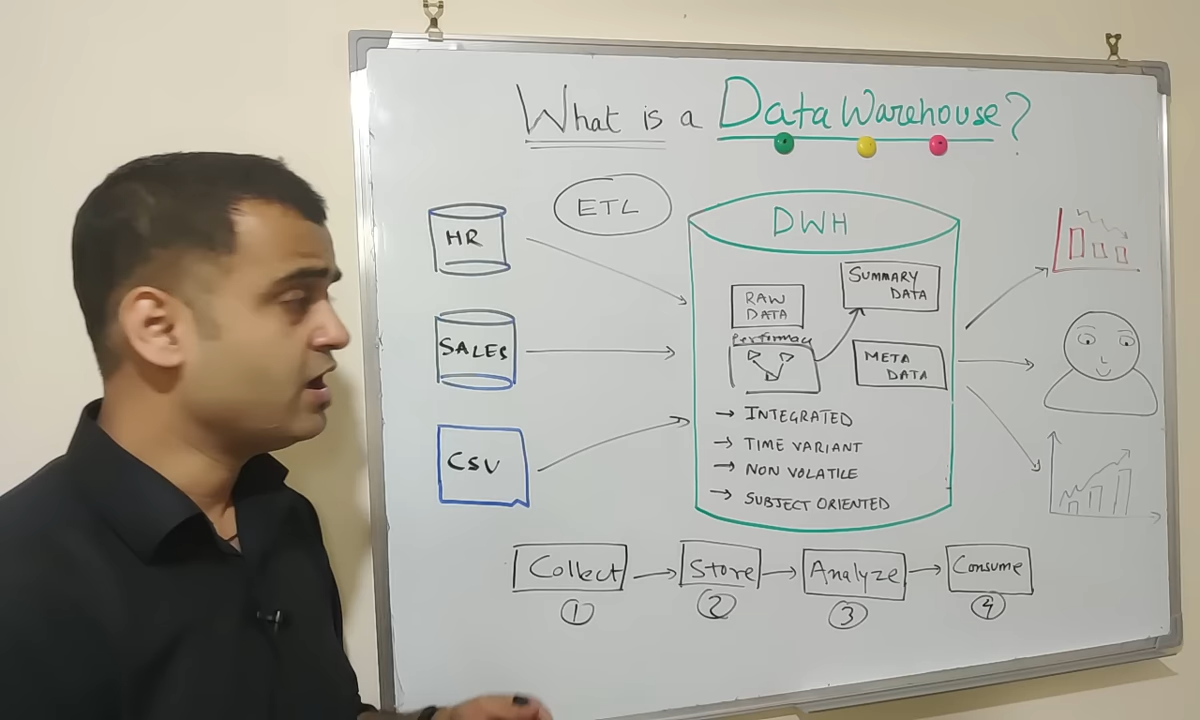 What is a Data Warehouse?
ETL
HR
SALES
CSV
DWH
RAW
DATA
SUMMARY
DATA
META
DATA
→ INTEGRATED
→ TIME VARIANT
→ NON VOLATILE
→ SUBJECT ORIENTED
Collect → Store → Analyze → Consume
① ② ③ ④